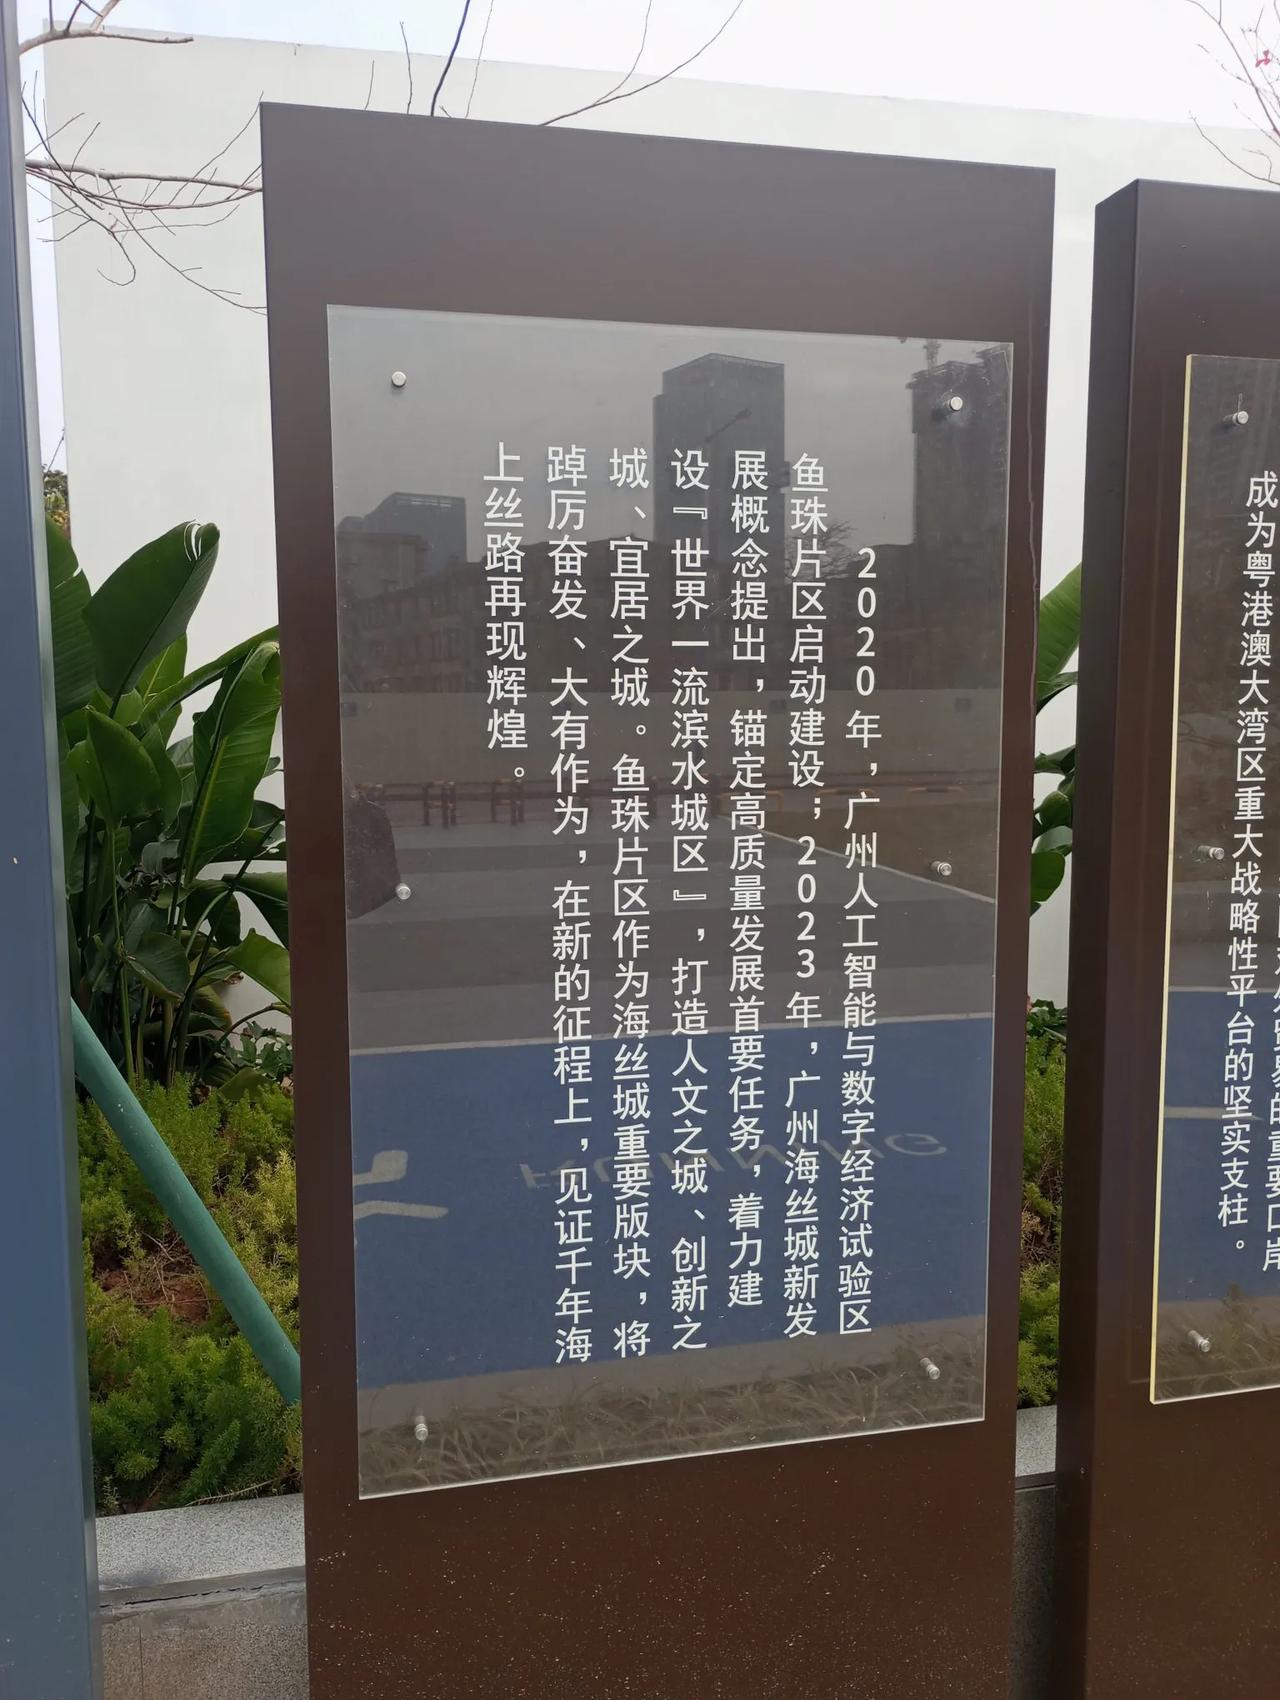 2020年，广州人工智能与数字经济试验区
鱼珠片区启动建设；2023年，广州海丝城新发
展概念提出，锚定高质量发展首要任务，着力建
设『世界一流滨水城区』，打造人文之城、创新之
城、宜居之城。鱼珠片区作为海丝城重要版块，将
踔厉奋发、大有作为，在新的征程上，见证千年海
上丝路再现辉煌。
成为粤港澳大湾区重大战略性平台的坚实支柱。
RUNNING